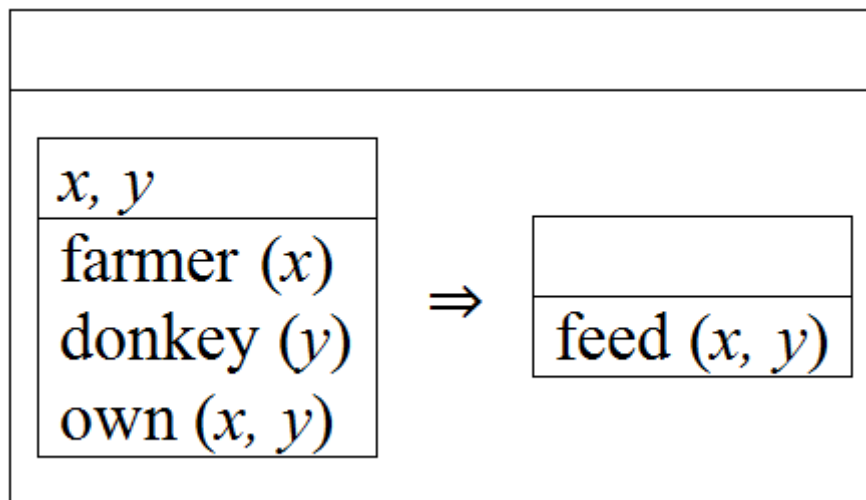 x, y
farmer (x)
donkey (y)
own (x, y)
⇒
feed (x, y)